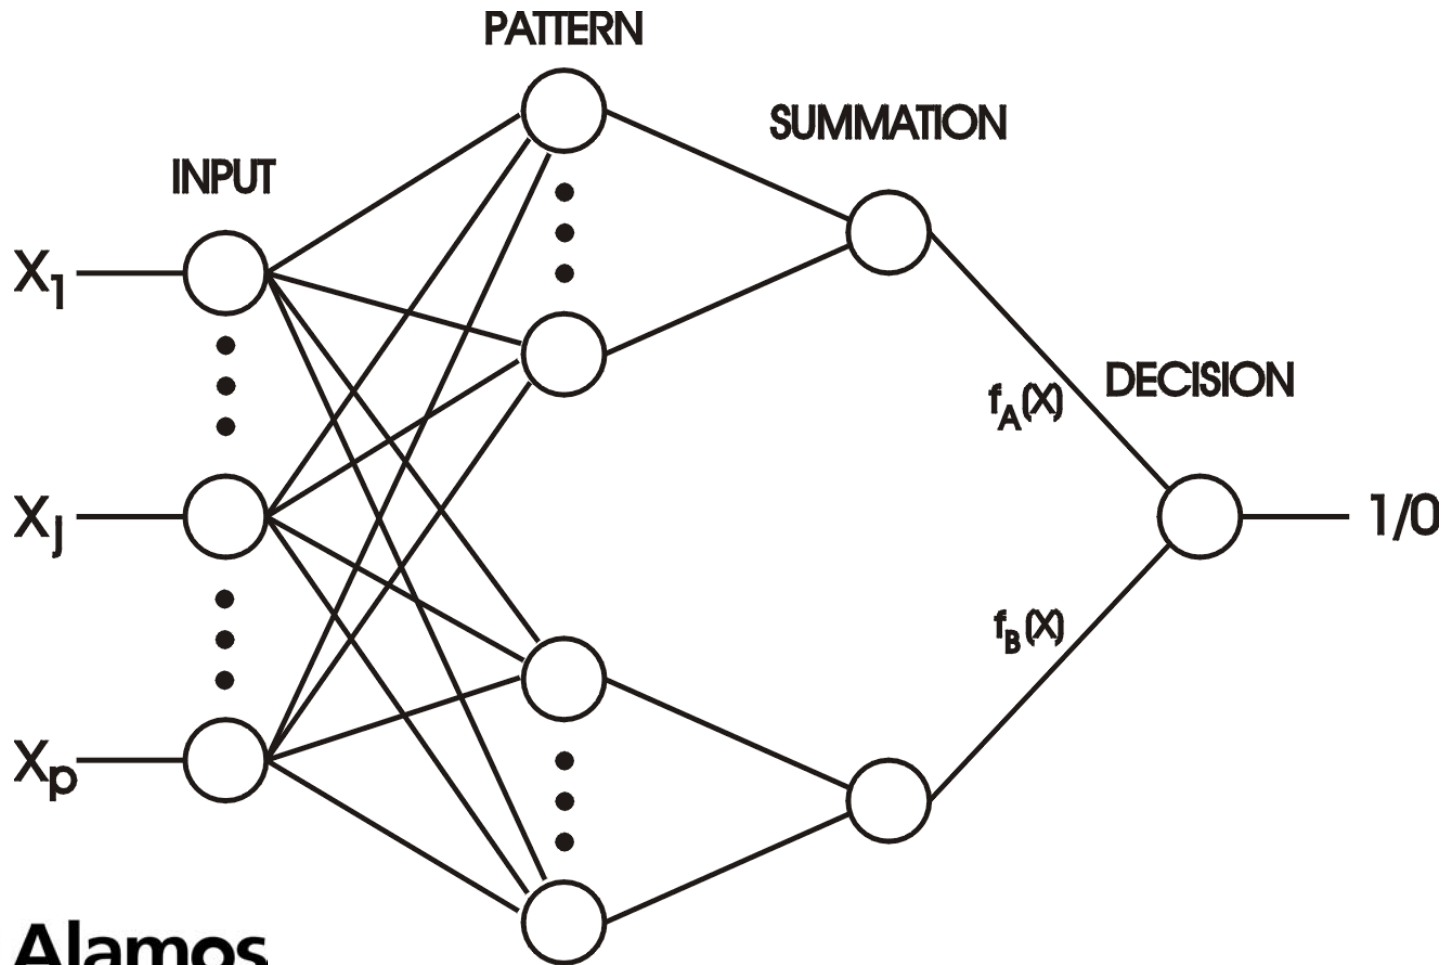 PATTERN
SUMMATION
INPUT
X1
DECISION
fA(X)
Xj
1/0
fB(X)
Xp
Alamos